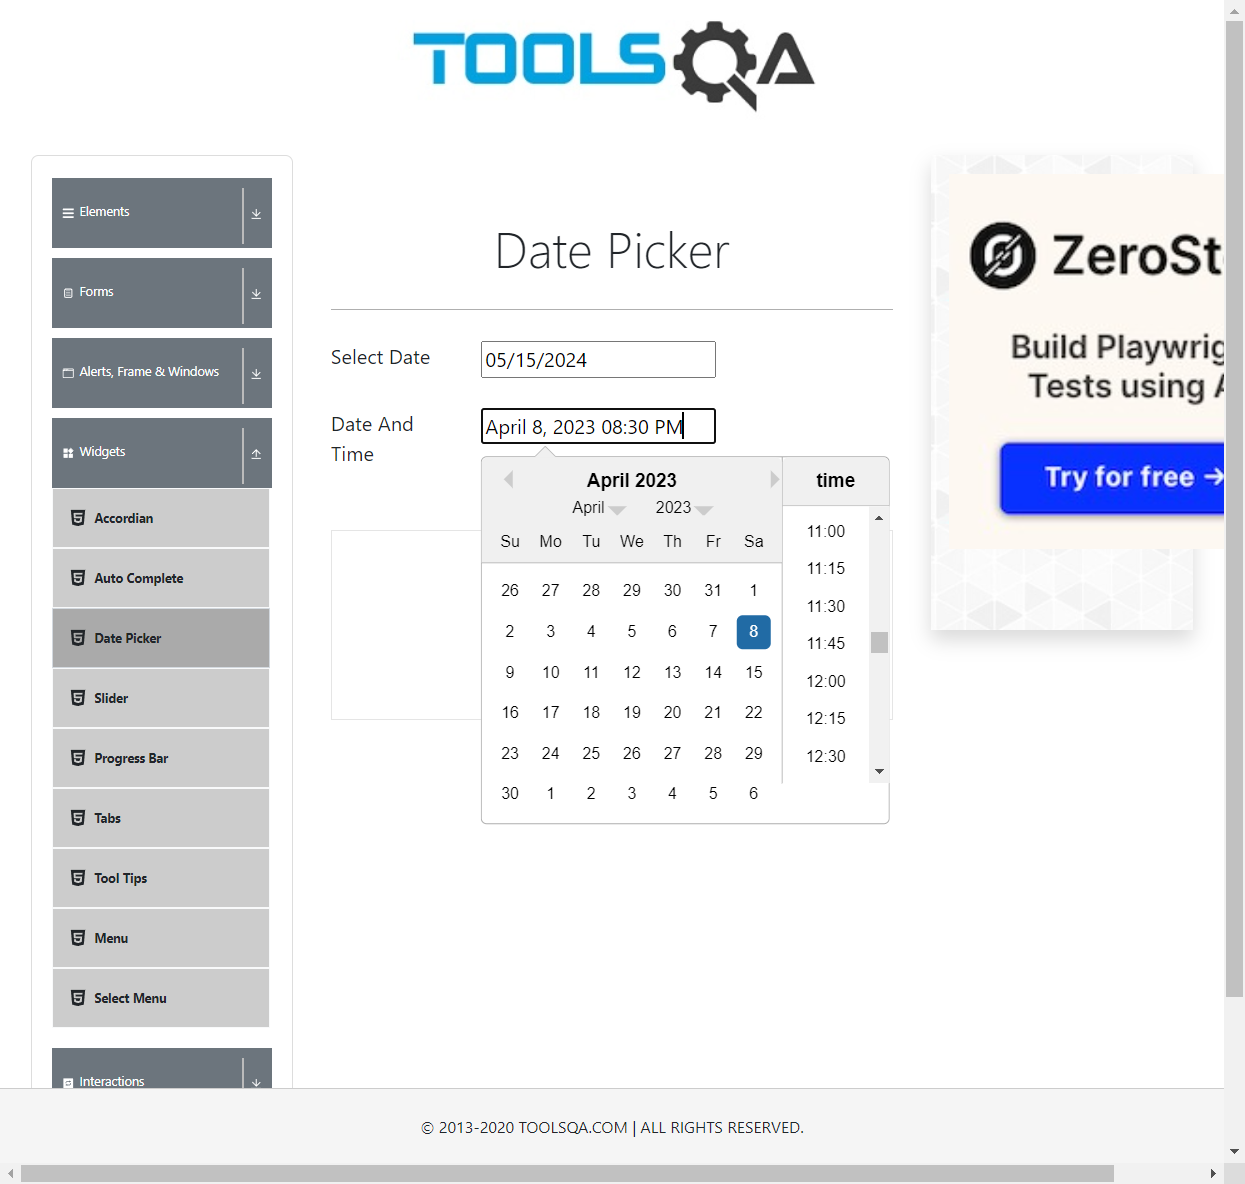 TOOLSQA
Elements
Forms
Alerts, Frame & Windows
Widgets
Accordian
Auto Complete
Date Picker
Slider
Progress Bar
Tabs
Tool Tips
Menu
Select Menu
Interactions
Date Picker
Select Date
05/15/2024
Date And
Time
April 8, 2023 08:30 PM
April 2023
April 2023
Su Mo Tu We Th Fr Sa
26 27 28 29 30 31 1
2 3 4 5 6 7 8
9 10 11 12 13 14 15
16 17 18 19 20 21 22
23 24 25 26 27 28 29
30 1 2 3 4 5 6
time
11:00
11:15
11:30
11:45
12:00
12:15
12:30
ZeroSt
Build Playwrig
Tests using A
Try for free →
© 2013-2020 TOOLSQA.COM | ALL RIGHTS RESERVED.